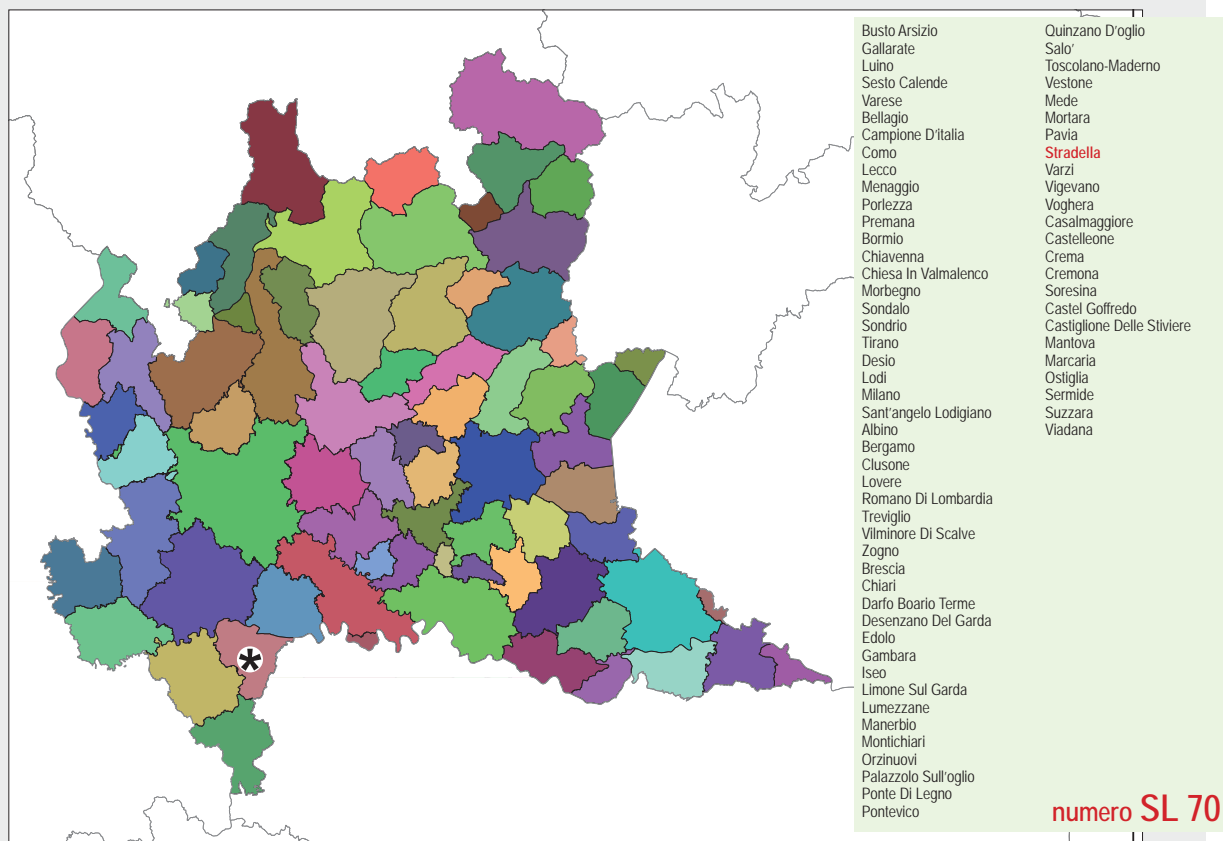 Busto Arsizio
Gallarate
Luino
Sesto Calende
Varese
Bellagio
Campione D'italia
Como
Lecco
Menaggio
Porlezza
Premana
Bormio
Chiavenna
Chiesa In Valmalenco
Morbegno
Sondalo
Sondrio
Tirano
Desio
Lodi
Milano
Sant'angelo Lodigiano
Albino
Bergamo
Clusone
Lovere
Romano Di Lombardia
Treviglio
Vilminore Di Scalve
Zogno
Brescia
Chiari
Darfo Boario Terme
Desenzano Del Garda
Edolo
Gambara
Iseo
Limone Sul Garda
Lumezzane
Manerbio
Montichiari
Orzinuovi
Palazzolo Sull'oglio
Ponte Di Legno
Pontevico
Quinzano D'oglio
Salo'
Toscolano-Maderno
Vestone
Mede
Mortara
Pavia
Stradella
Varzi
Vigevano
Voghera
Casalmaggiore
Castelleone
Crema
Cremona
Soresina
Castel Goffredo
Castiglione Delle Stiviere
Mantova
Marcaria
Ostiglia
Sermide
Suzzara
Viadana
numero SL 70
*